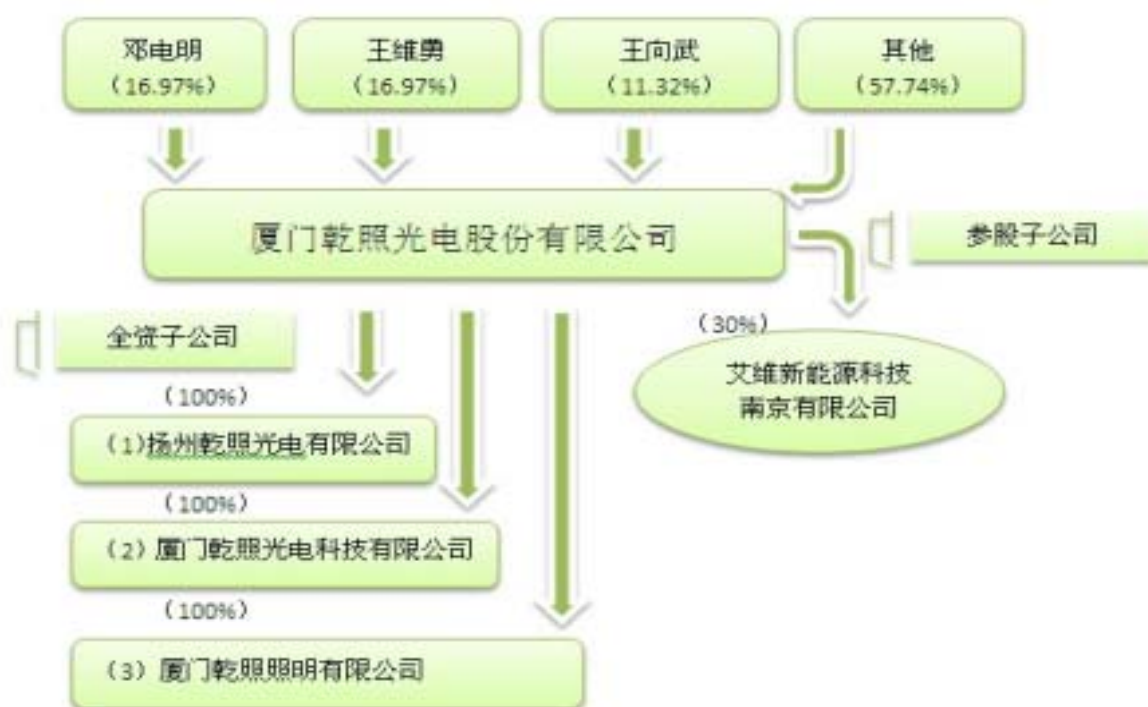 邓电明
(16.97%)
王维勇
(16.97%)
王向武
(11.32%)
其他
(57.74%)
厦门乾照光电股份有限公司
参股子公司
全资子公司
(30%)
艾维新能源科技
南京有限公司
(100%)
(1)扬州乾照光电有限公司
(100%)
(2) 厦门乾照光电科技有限公司
(100%)
(3) 厦门乾照照明有限公司